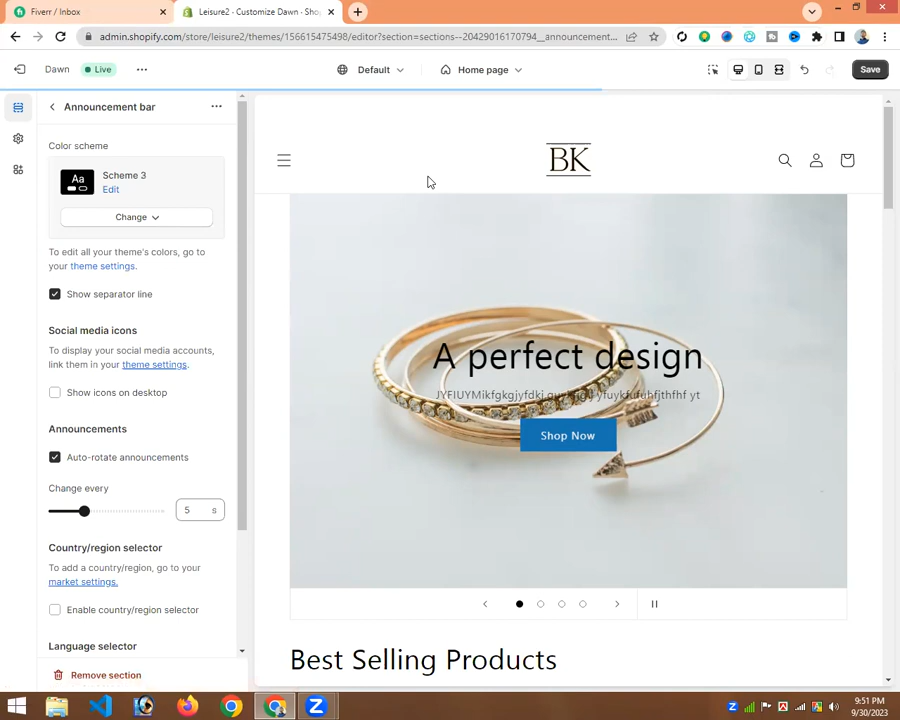 Fiverr / Inbox
Leisure2 - Customize Dawn · Sho
admin.shopify.com/store/leisure2/themes/156615475498/editor?section=sections--20429016170794__announcement...
Dawn
Live
Default
Home page
Save
Announcement bar
Color scheme
Aa
Scheme 3
Edit
Change
To edit all your theme's colors, go to
your theme settings.
Show separator line
Social media icons
To display your social media accounts,
link them in your theme settings.
Show icons on desktop
Announcements
Auto-rotate announcements
Change every
5 s
Country/region selector
To add a country/region, go to your
market settings.
Enable country/region selector
Language selector
Remove section
BK
A perfect design
Shop Now
Best Selling Products
9:51 PM
9/30/2023